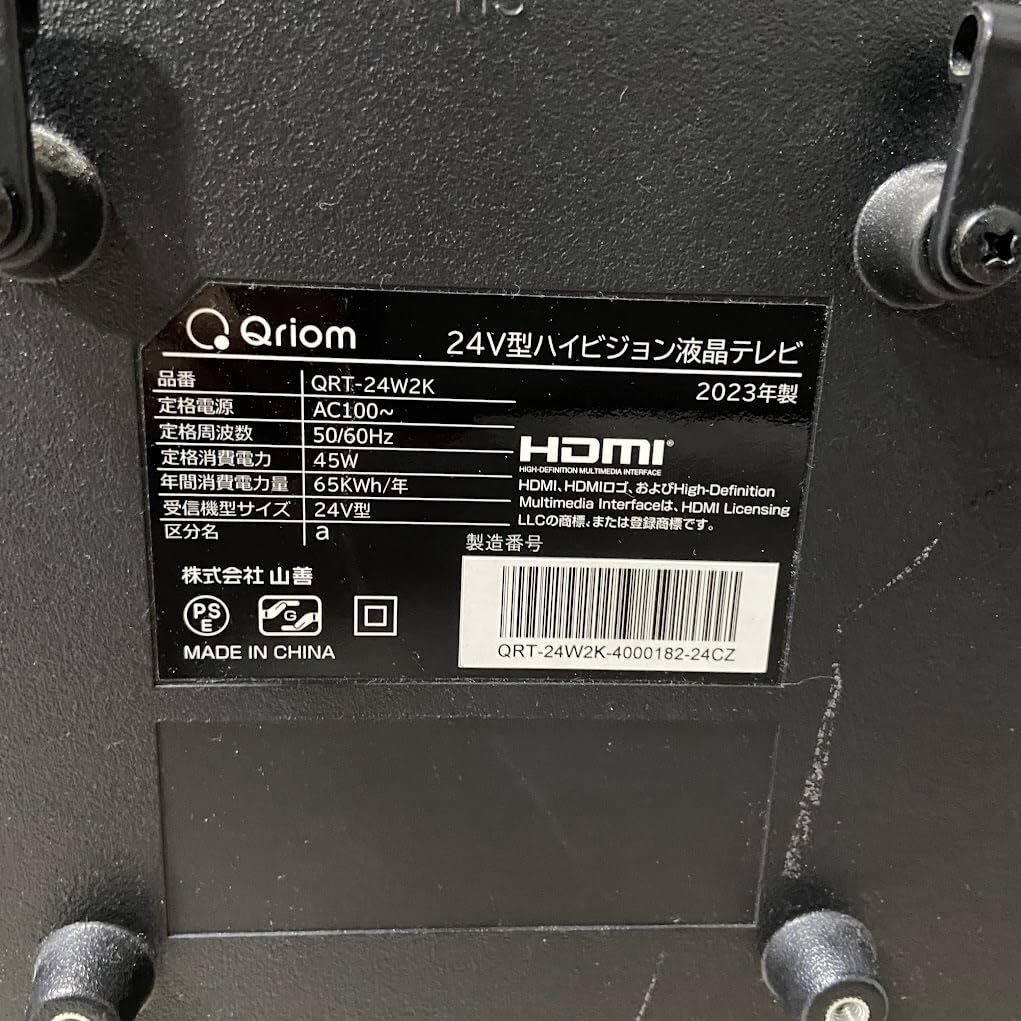 Qriom
24V型ハイビジョン液晶テレビ
2023年製
品番 QRT-24W2K
定格電源 AC100~
定格周波数 50/60Hz
定格消費電力 45W
年間消費電力量 65KWh/年
受信機型サイズ 24V型
区分名 a
HDMI®
HIGH-DEFINITION MULTIMEDIA INTERFACE
HDMI、HDMIロゴ、およびHigh-Definition
Multimedia Interfaceは、HDMI Licensing
LLCの商標、または登録商標です。
株式会社 山善
PS
E
G
MADE IN CHINA
製造番号
QRT-24W2K-4000182-24CZ